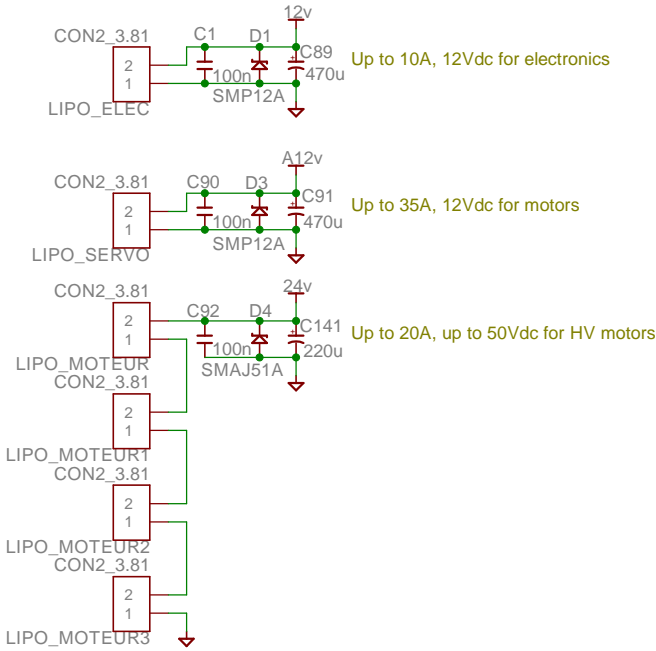 12v
CON2_3.81
C1
D1
C89
2
1
100n
470u
Up to 10A, 12Vdc for electronics
SMP12A
LIPO_ELEC
A12v
CON2_3.81
C90
D3
C91
2
1
100n
470u
Up to 35A, 12Vdc for motors
SMP12A
LIPO_SERVO
24v
CON2_3.81
C92
D4
C141
2
1
100n
220u
Up to 20A, up to 50Vdc for HV motors
SMAJ51A
LIPO_MOTEUR
CON2_3.81
2
1
LIPO_MOTEUR1
CON2_3.81
2
1
LIPO_MOTEUR2
CON2_3.81
2
1
LIPO_MOTEUR3